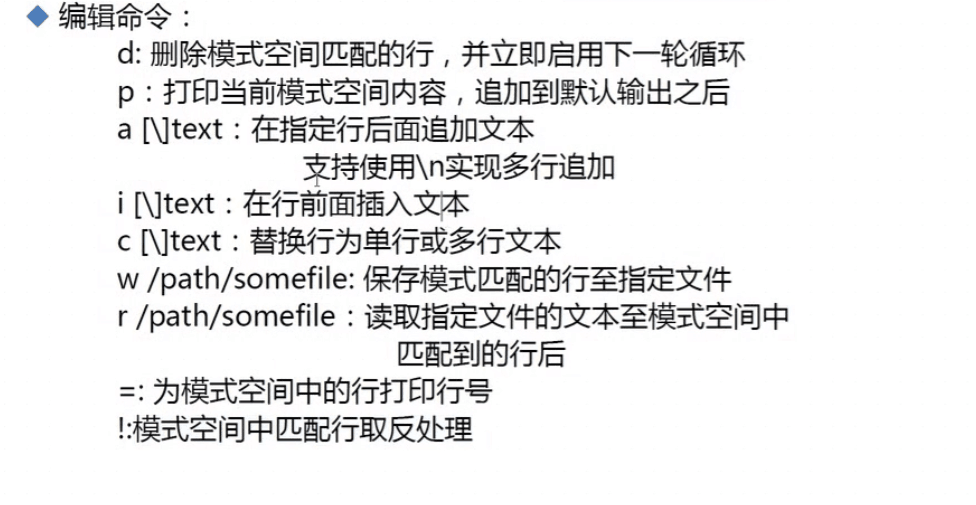 编辑命令：
d: 删除模式空间匹配的行，并立即启用下一轮循环
p：打印当前模式空间内容，追加到默认输出之后
a [\]text：在指定行后面追加文本
支持使用\n实现多行追加
i [\]text：在行前面插入文本
c [\]text：替换行为单行或多行文本
w /path/somefile: 保存模式匹配的行至指定文件
r /path/somefile：读取指定文件的文本至模式空间中
匹配到的行后
=: 为模式空间中的行打印行号
!:模式空间中匹配行取反处理